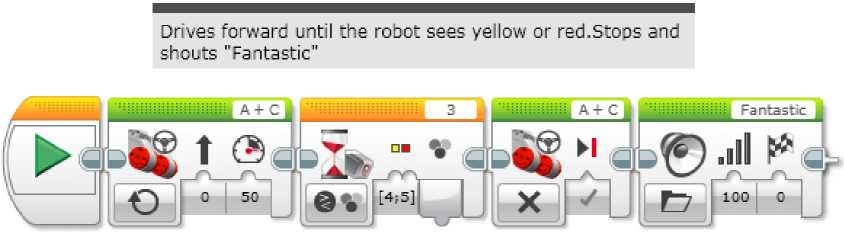 Drives forward until the robot sees yellow or red.Stops and
shouts "Fantastic"
A + C
3
A + C
Fantastic
0 50
[4;5]
100 0